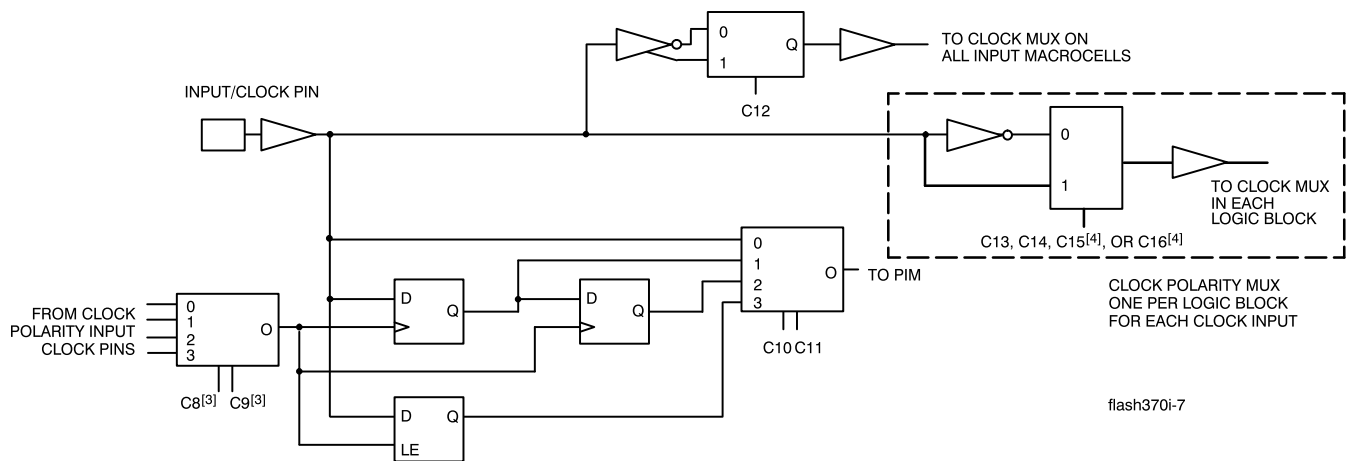 0
Q
1
C12
TO CLOCK MUX ON
ALL INPUT MACROCELLS
INPUT/CLOCK PIN
0
1
TO CLOCK MUX
IN EACH
LOGIC BLOCK
C13, C14, C15[4], OR C16[4]
CLOCK POLARITY MUX
ONE PER LOGIC BLOCK
FOR EACH CLOCK INPUT
0
1
2
3
O
TO PIM
C10 C11
D
Q
D
Q
FROM CLOCK
POLARITY INPUT
CLOCK PINS
0
1
2
3
O
C8[3] C9[3]
D
Q
LE
flash370i-7